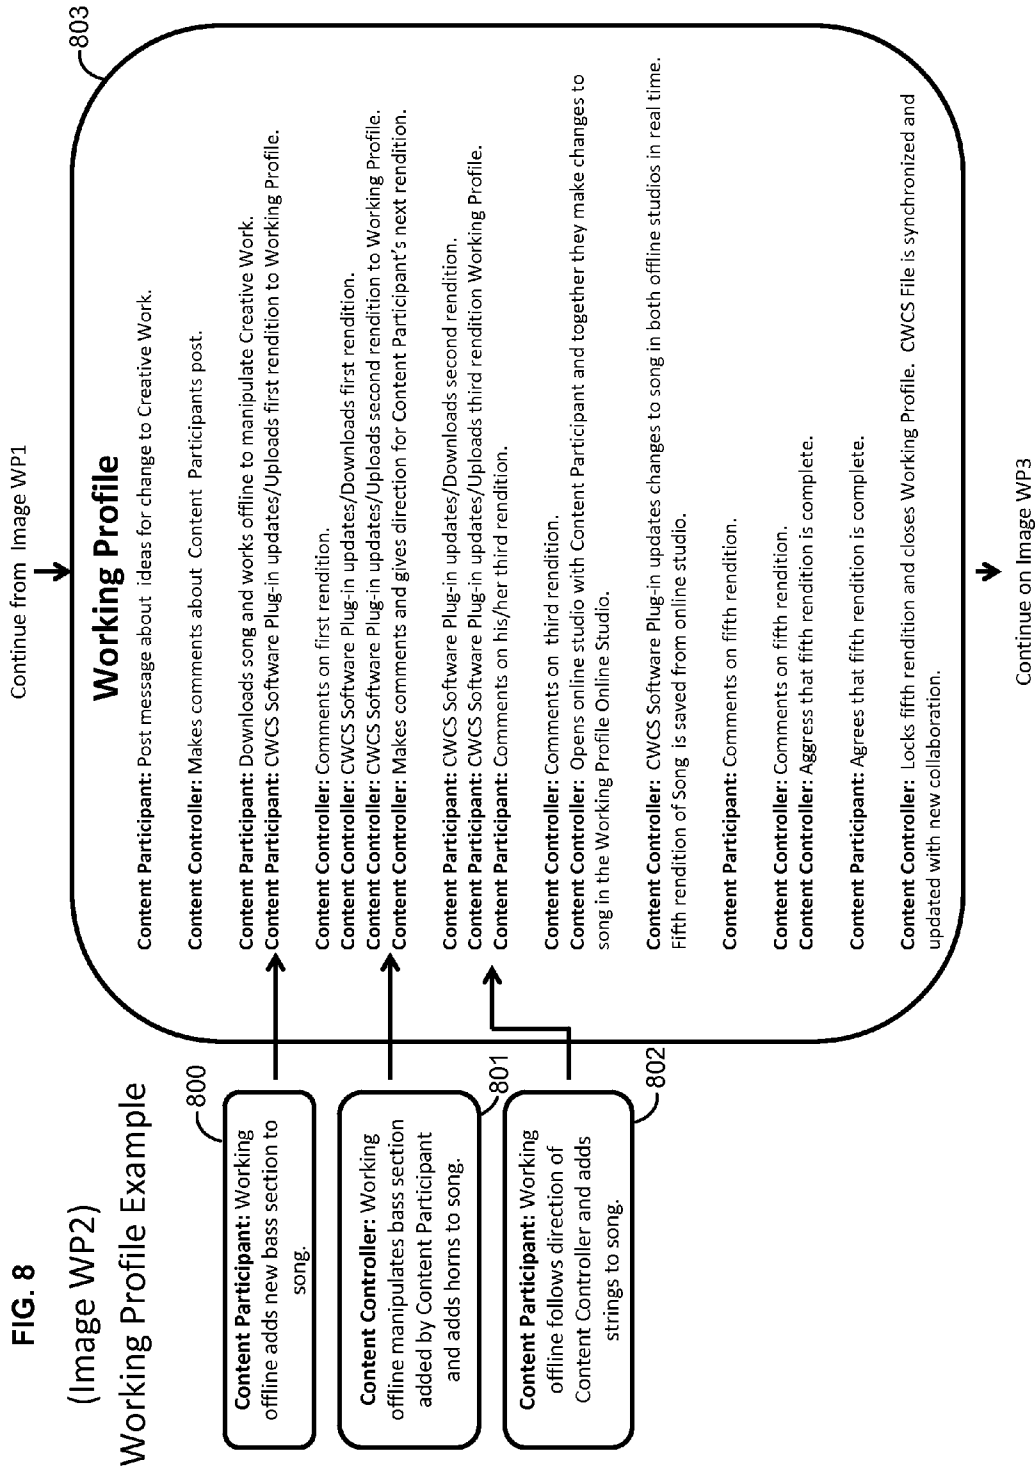 FIG. 8
(Image WP2)
Working Profile Example
Continue from  Image WP1
803
Working Profile
Content Participant: Post message about ideas for change to Creative Work.
Content Controller: Makes comments about Content Participants post.
Content Participant: Downloads song and works offline to manipulate Creative Work.
Content Participant: CWCS Software Plug-in updates/Uploads first rendition to Working Profile.
Content Controller: Comments on first rendition.
Content Controller: CWCS Software Plug-in updates/Downloads first rendition.
Content Controller: CWCS Software Plug-in updates/Uploads second rendition to Working Profile.
Content Controller: Makes comments and gives direction for Content Participant's next rendition.
Content Participant: CWCS Software Plug-in updates/Downloads second rendition.
Content Participant: CWCS Software Plug-in updates/Uploads third rendition Working Profile.
Content Participant: Comments on his/her third rendition.
Content Controller: Comments on third rendition.
Content Controller: Opens online studio with Content Participant and together they make changes to
song in the Working Profile Online Studio.
Content Controller: CWCS Software Plug-in updates changes to song in both offline studios in real time.
Fifth rendition of Song is saved from online studio.
Content Participant: Comments on fifth rendition.
Content Controller: Comments on fifth rendition.
Content Controller: Aggress that fifth rendition is complete.
Content Participant: Agrees that fifth rendition is complete.
Content Controller: Locks fifth rendition and closes Working Profile. CWCS File is synchronized and
updated with new collaboration.
800
Content Participant: Working
offline adds new bass section to
song.
801
Content Controller: Working
offline manipulates bass section
added by Content Participant
and adds horns to song.
802
Content Participant: Working
offline follows direction of
Content Controller and adds
strings to song.
Continue on Image WP3